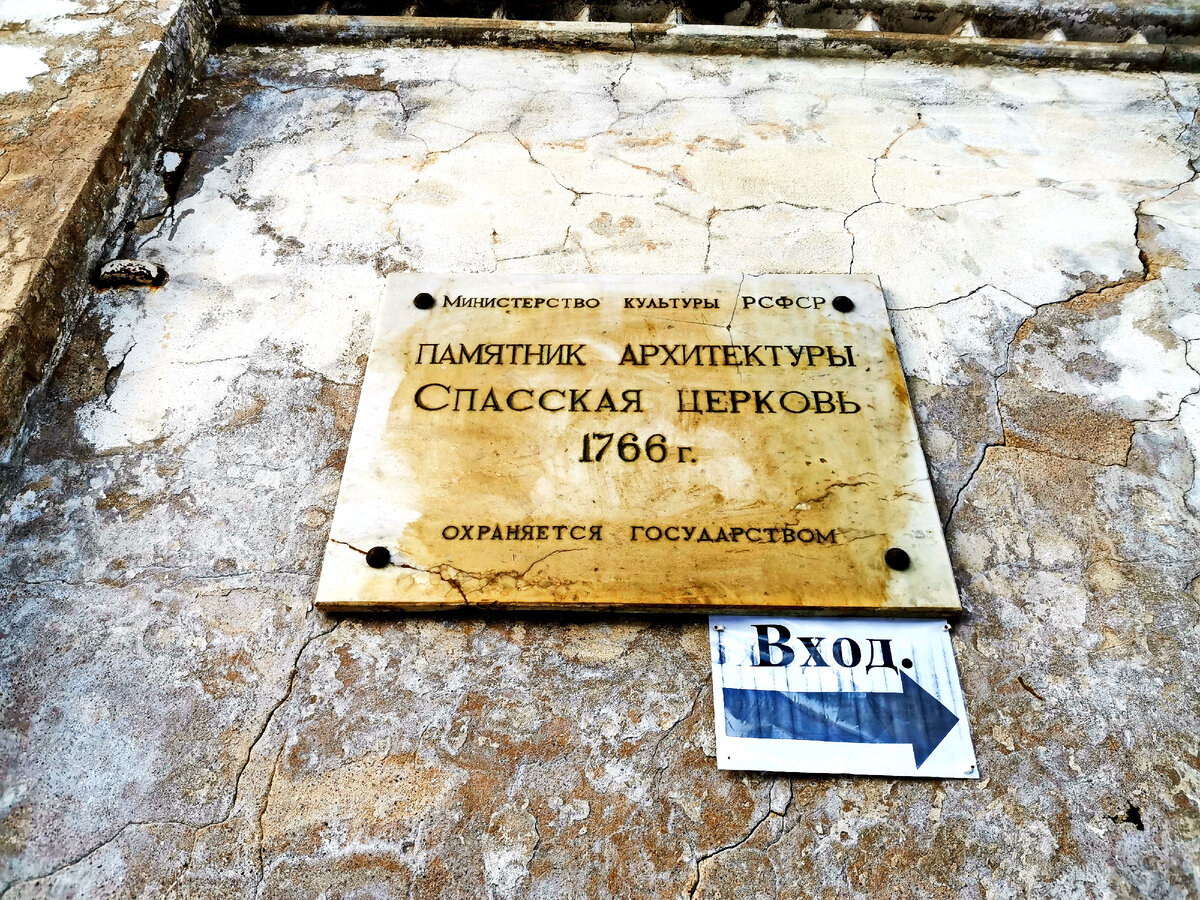 Министерство культуры РСФСР
ПАМЯТНИК АРХИТЕКТУРЫ
Спасская церковь
1766 г.
ОХРАНЯЕТСЯ ГОСУДАРСТВОМ
Вход.